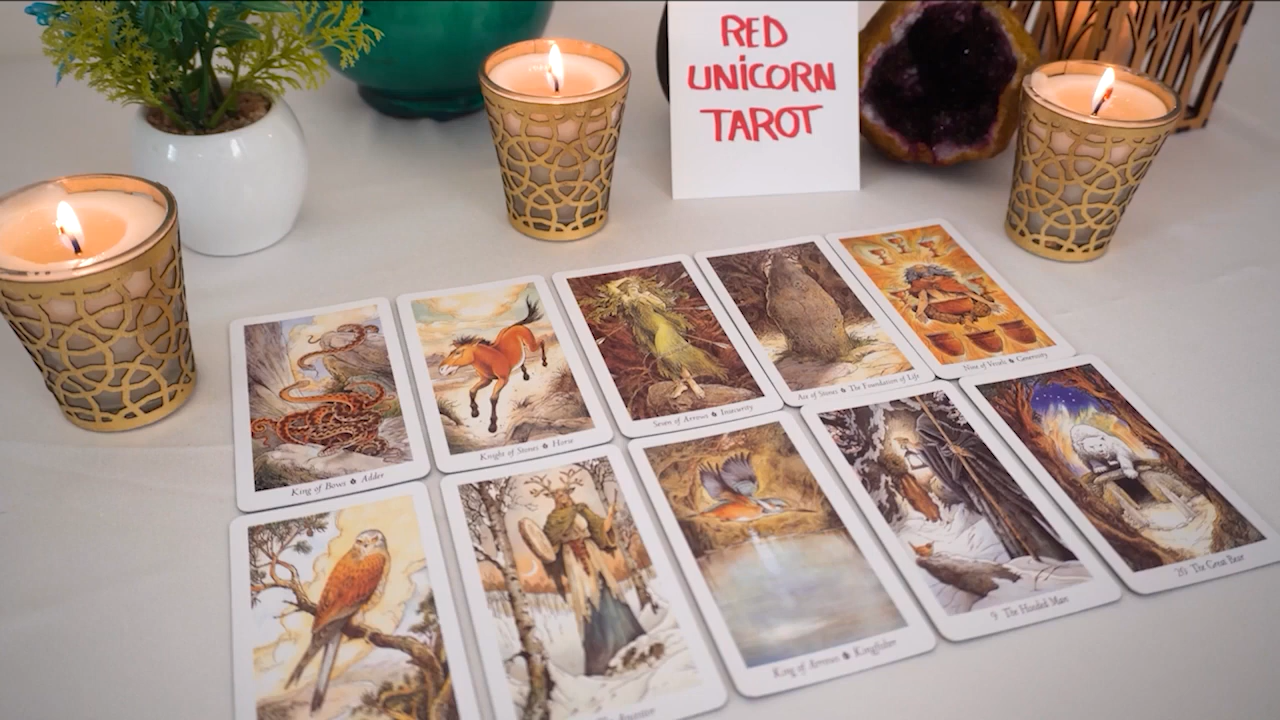 RED
UNiCORN
TAROT
King of Bows Adder
Knight of Stones Horse
Seven of Arrows Insecurity
Ace of Stones The Foundation of Life
Nine of Vessels Generosity
Ancestor
King of Arrows Kingfisher
9 The Hooded Man
20 The Great Bear